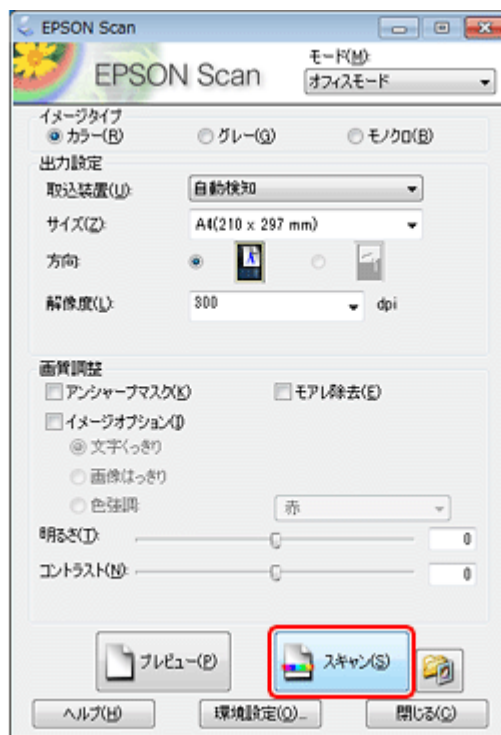 EPSON Scan
EPSON Scan
モード(M):
オフィスモード
イメージタイプ
カラー(R) グレー(G) モノクロ(B)
出力設定
取込装置(U): 自動検知
サイズ(Z): A4(210 x 297 mm)
方向:
解像度(L): 300 dpi
画質調整
アンシャープマスク(K) モアレ除去(E)
イメージオプション(I)
文字くっきり
画像はっきり
色強調: 赤
明るさ(T): 0
コントラスト(N): 0
プレビュー(P) スキャン(S)
ヘルプ(H) 環境設定(O)... 閉じる(C)